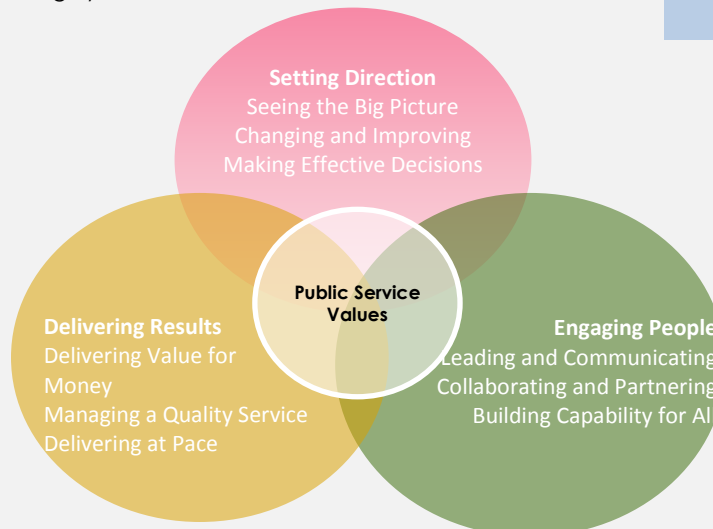 Setting Direction
Seeing the Big Picture
Changing and Improving
Making Effective Decisions
Public Service
Values
Delivering Results
Delivering Value for
Money
Managing a Quality Service
Delivering at Pace
Engaging People
Leading and Communicating
Collaborating and Partnering
Building Capability for Al